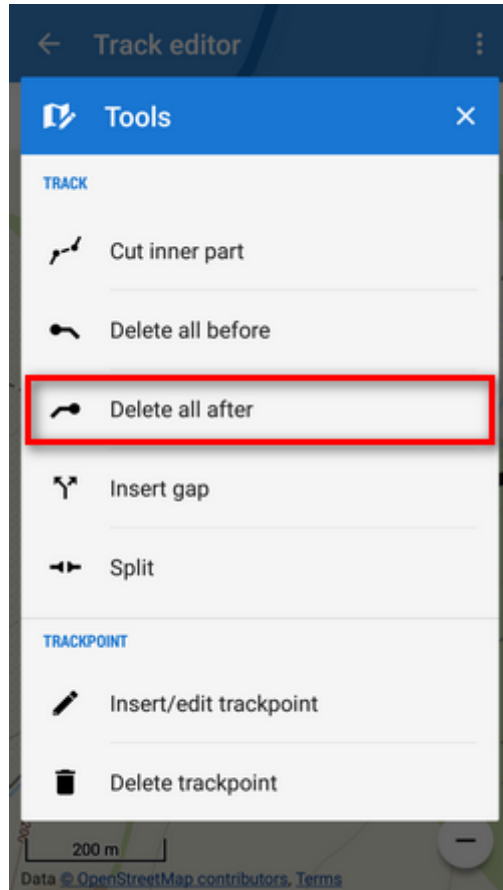 Track editor
Tools
TRACK
Cut inner part
Delete all before
Delete all after
Insert gap
Split
TRACKPOINT
Insert/edit trackpoint
Delete trackpoint
200
200 m
Data © OpenStreetMap contributors, Terms